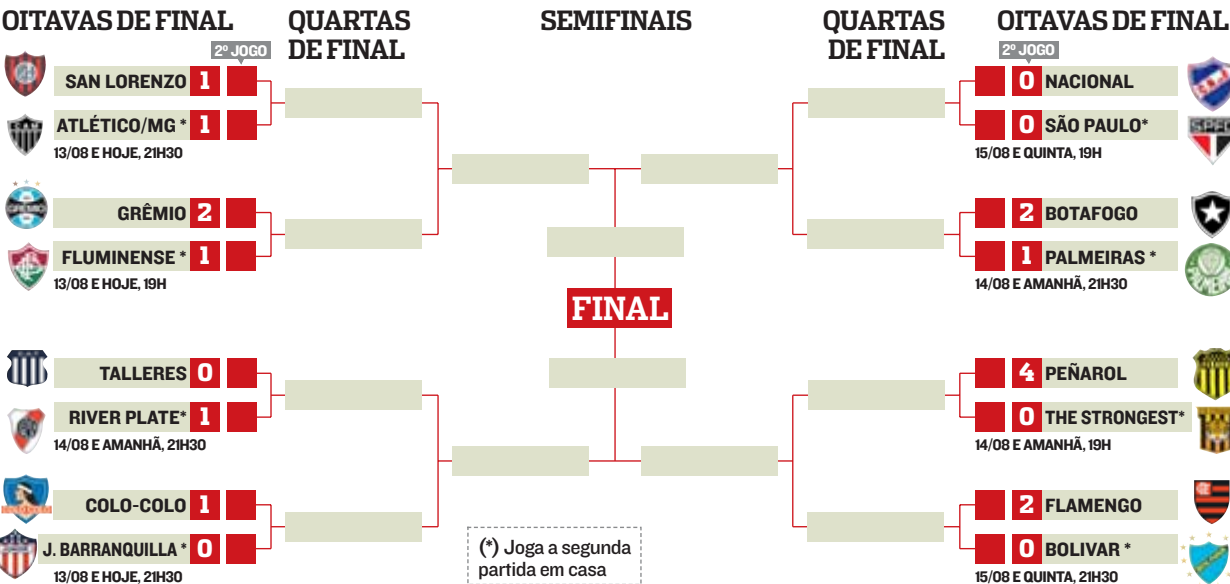 OITAVAS DE FINAL
2º JOGO
SAN LORENZO 1
ATLÉTICO/MG * 1
13/08 E HOJE, 21H30
GRÊMIO 2
FLUMINENSE * 1
13/08 E HOJE, 19H
TALLERES 0
RIVER PLATE* 1
14/08 E AMANHÃ, 21H30
COLO-COLO 1
J. BARRANQUILLA * 0
13/08 E HOJE, 21H30
QUARTAS
DE FINAL
SEMIFINAIS
FINAL
(*) Joga a segunda
partida em casa
QUARTAS
DE FINAL
OITAVAS DE FINAL
2º JOGO
0 NACIONAL
0 SÃO PAULO*
SPFC
15/08 E QUINTA, 19H
2 BOTAFOGO
1 PALMEIRAS *
14/08 E AMANHÃ, 21H30
4 PEÑAROL
0 THE STRONGEST*
14/08 E AMANHÃ, 19H
2 FLAMENGO
0 BOLIVAR *
15/08 E QUINTA, 21H30